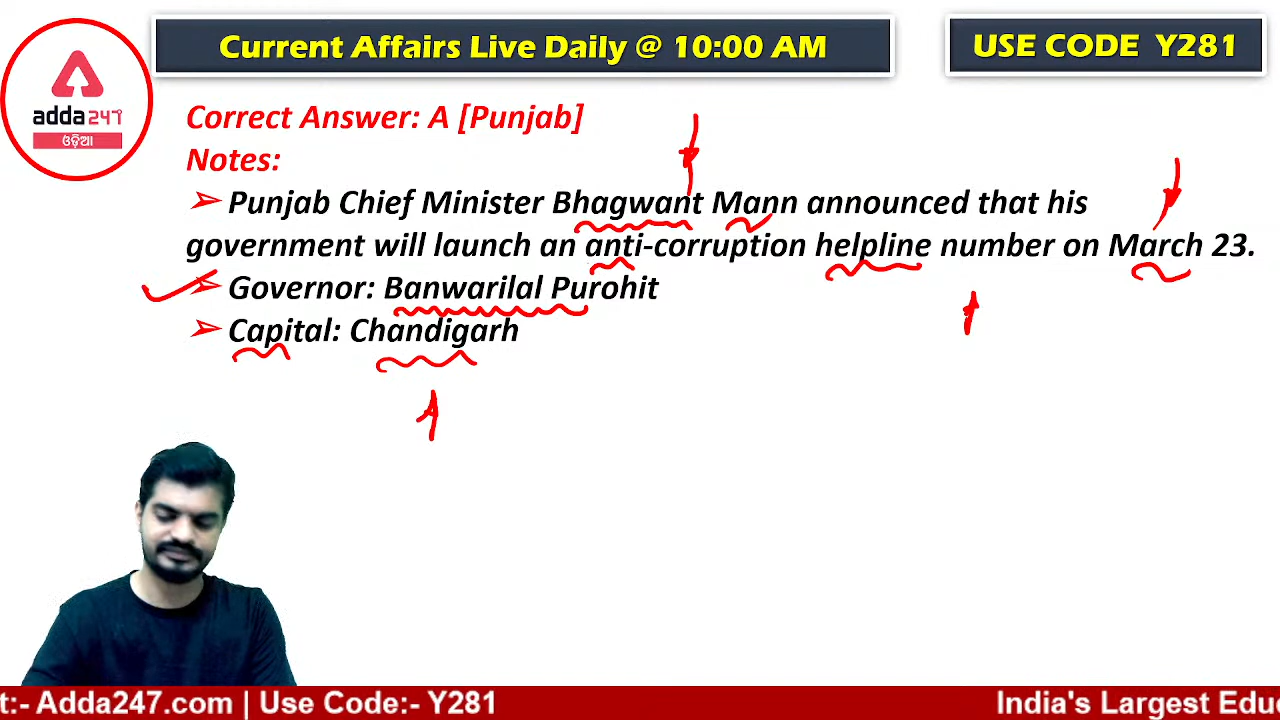 Current Affairs Live Daily @ 10:00 AM
USE CODE Y281
adda247
ଓଡ଼ିଆ
Correct Answer: A [Punjab]
Notes:
➢ Punjab Chief Minister Bhagwant Mann announced that his
government will launch an anti-corruption helpline number on March 23.
➢ Governor: Banwarilal Purohit
➢ Capital: Chandigarh
t:- Adda247.com | Use Code:- Y281
India's Largest Edu